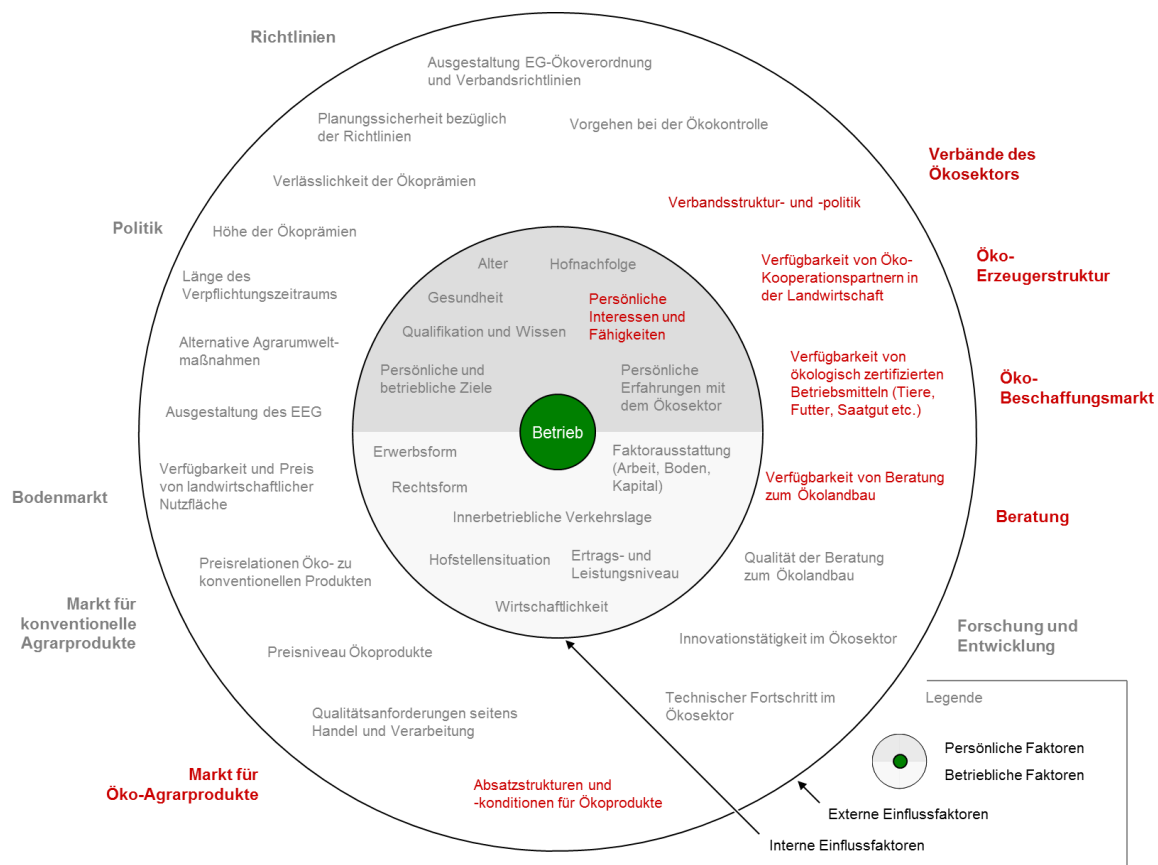 Richtlinien
Ausgestaltung EG-Ökoverordnung
und Verbandsrichtlinien
Planungssicherheit bezüglich
der Richtlinien
Vorgehen bei der Ökokontrolle
Verbände des
Ökosektors
Verlässlichkeit der Ökoprämien
Verbandsstruktur- und -politik
Politik
Höhe der Ökoprämien
Länge des
Verpflichtungszeitraums
Alternative Agrarumwelt-
maßnahmen
Ausgestaltung des EEG
Alter
Hofnachfolge
Gesundheit
Persönliche
Interessen und
Fähigkeiten
Qualifikation und Wissen
Persönliche und
betriebliche Ziele
Persönliche
Erfahrungen mit
dem Ökosektor
Betrieb
Verfügbarkeit von Öko-
Kooperationspartnern in
der Landwirtschaft
Öko-
Erzeugerstruktur
Verfügbarkeit von
ökologisch zertifizierten
Betriebsmitteln (Tiere,
Futter, Saatgut etc.)
Öko-
Beschaffungsmarkt
Erwerbsform
Rechtsform
Faktorausstattung
(Arbeit, Boden,
Kapital)
Innerbetriebliche Verkehrslage
Hofstellensituation
Ertrags- und
Leistungsniveau
Wirtschaftlichkeit
Verfügbarkeit von Beratung
zum Ökolandbau
Beratung
Qualität der Beratung
zum Ökolandbau
Bodenmarkt
Verfügbarkeit und Preis
von landwirtschaftlicher
Nutzfläche
Preisrelationen Öko- zu
konventionellen Produkten
Markt für
konventionelle
Agrarprodukte
Preisniveau Ökoprodukte
Innovationstätigkeit im Ökosektor
Forschung und
Entwicklung
Technischer Fortschritt im
Ökosektor
Qualitätsanforderungen seitens
Handel und Verarbeitung
Markt für
Öko-Agrarprodukte
Absatzstrukturen und
-konditionen für Ökoprodukte
Legende
Persönliche Faktoren
Betriebliche Faktoren
Externe Einflussfaktoren
Interne Einflussfaktoren